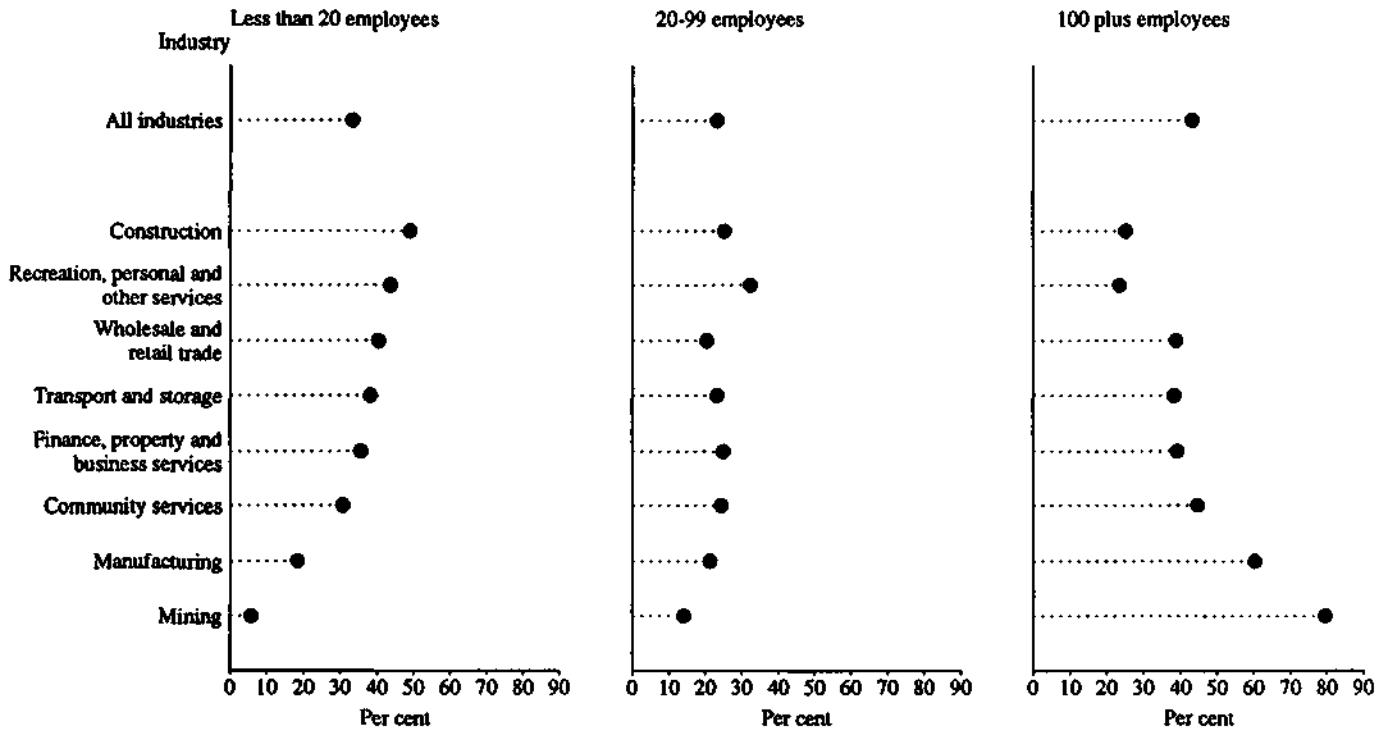 Less than 20 employees
20-99 employees
100 plus employees
Industry
All industries
Construction
Recreation, personal and
other services
Wholesale and
retail trade
Transport and storage
Finance, property and
business services
Community services
Manufacturing
Mining
0 10 20 30 40 50 60 70 80 90
0 10 20 30 40 50 60 70 80 90
0 10 20 30 40 50 60 70 80 90
Per cent
Per cent
Per cent